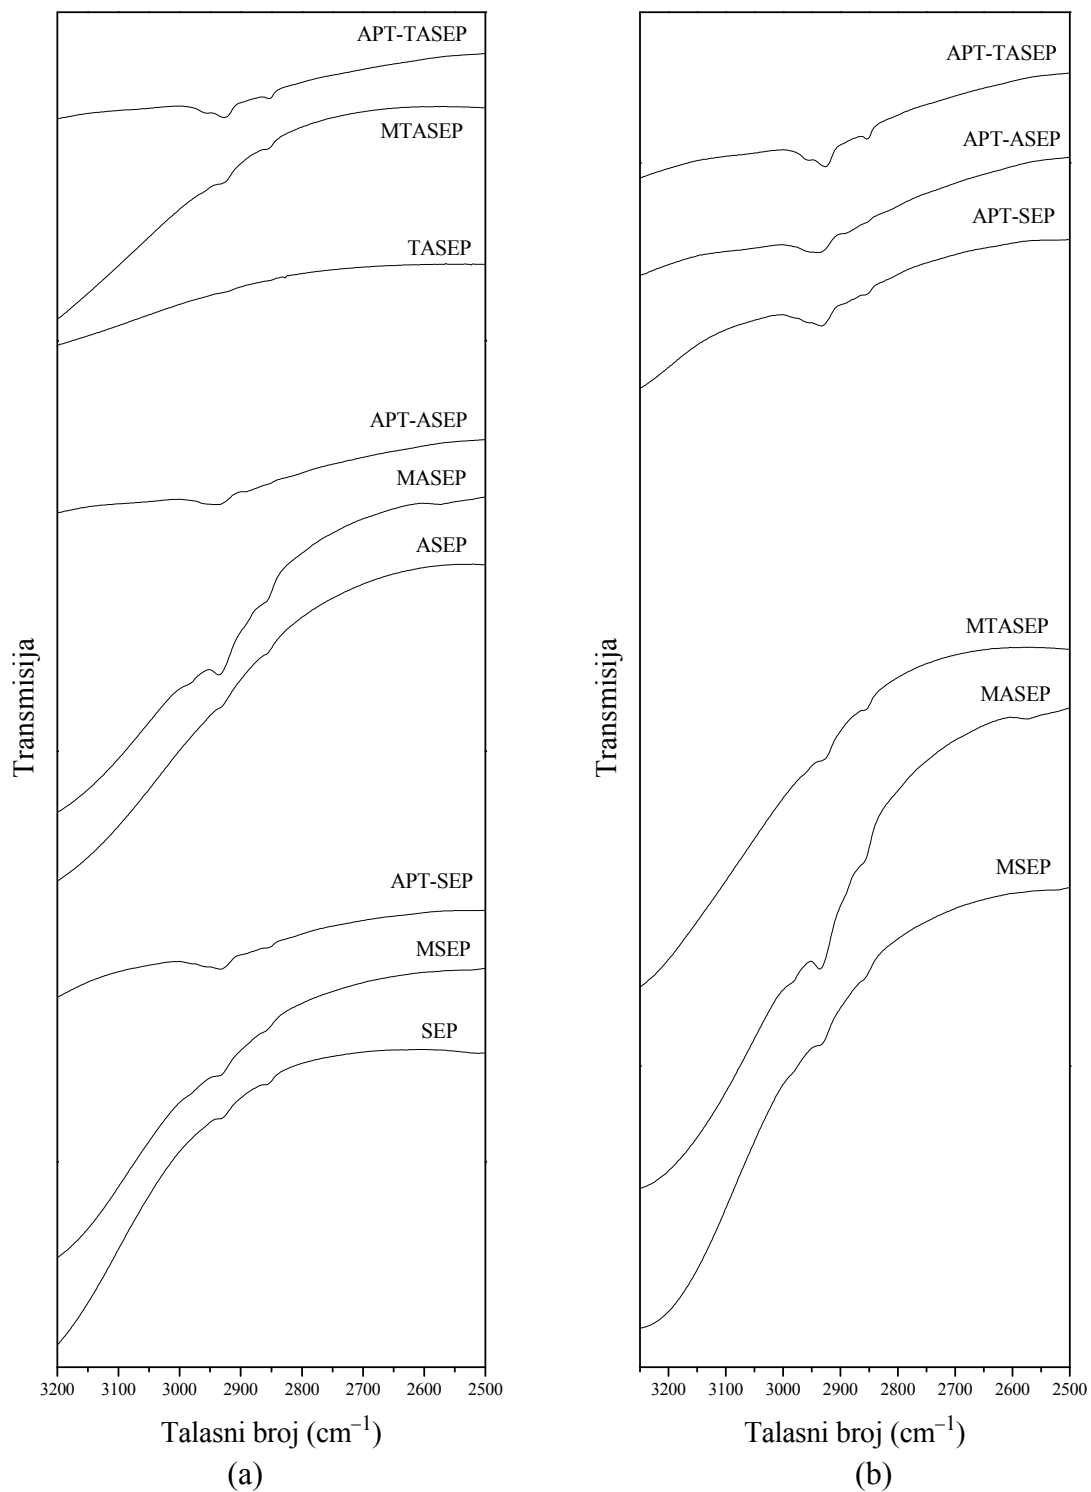 APT-TASEP
MTASEP
TASEP
APT-ASEP
MASEP
ASEP
APT-SEP
MSEP
SEP
Transmisija
3200 3100 3000 2900 2800 2700 2600 2500
Talasni broj (cm⁻¹)
(a)
APT-TASEP
APT-ASEP
APT-SEP
MTASEP
MASEP
MSEP
Transmisija
3200 3100 3000 2900 2800 2700 2600 2500
Talasni broj (cm⁻¹)
(b)